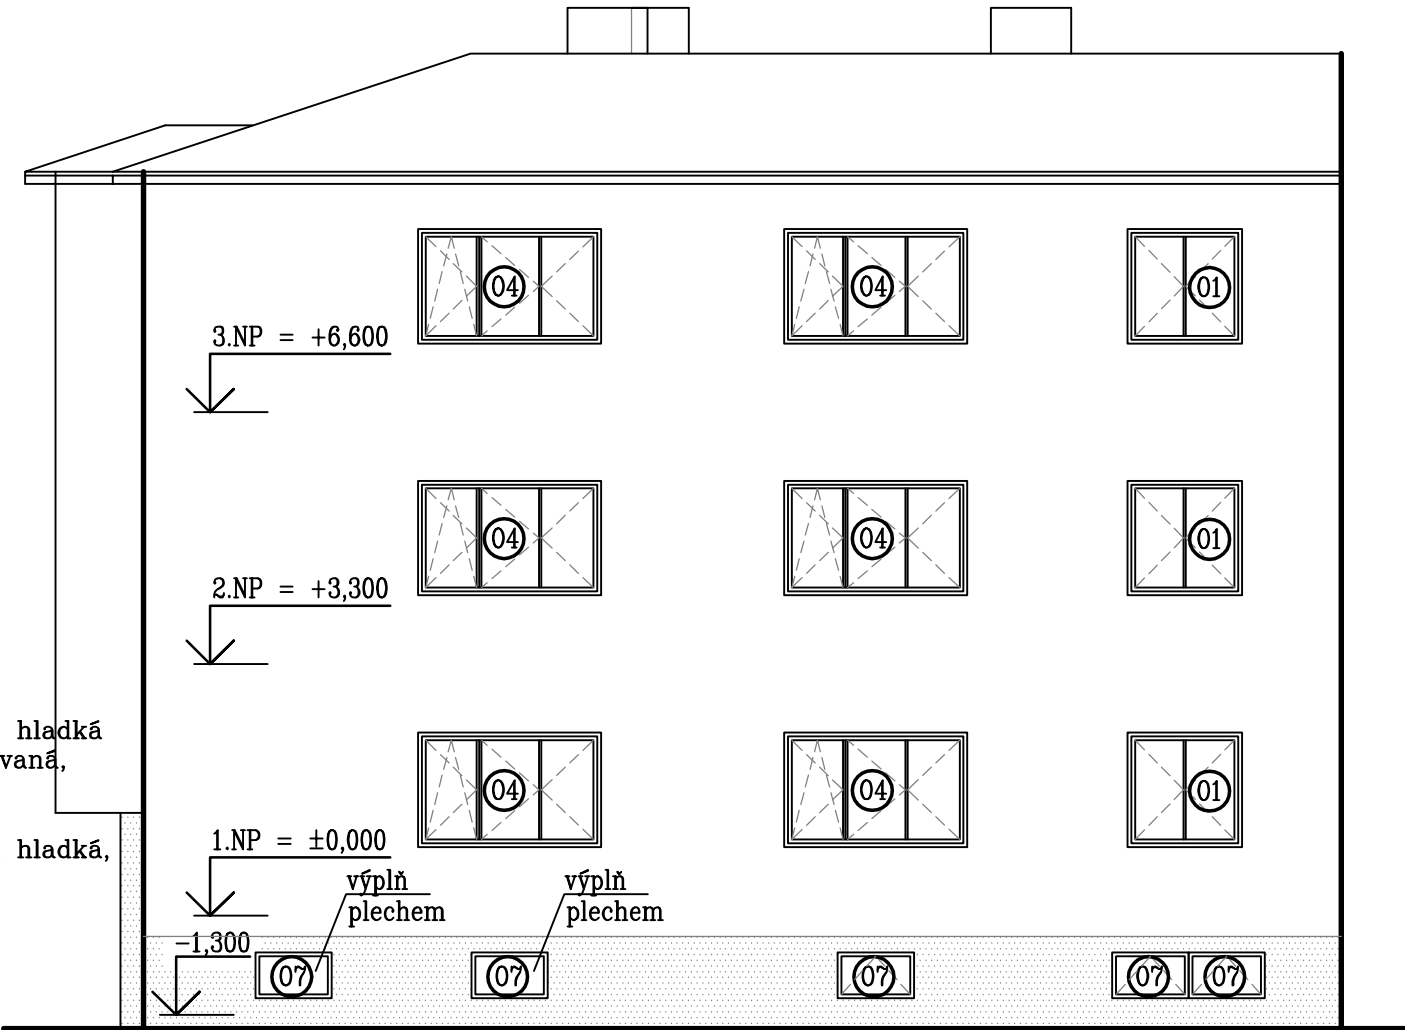 04
04
01
3.NP = +6,600
04
04
01
2.NP = +3,300
hladká
vaná,
04
04
01
1.NP = ±0,000
hladká,
výplň
plechem
výplň
plechem
-1,300
07
07
07
07
07